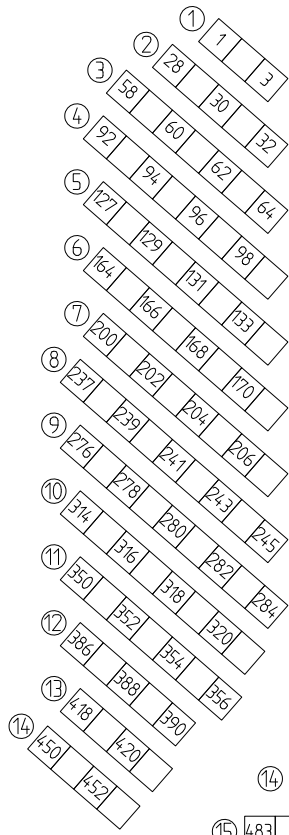 ① 1 3
② 28 30 32
③ 58 60 62 64
④ 92 94 96 98
⑤ 127 129 131 133
⑥ 164 166 168 170
⑦ 200 202 204 206
⑧ 237 239 241 243 245
⑨ 276 278 280 282 284
⑩ 314 316 318 320
⑪ 350 352 354 356
⑫ 386 388 390
⑬ 418 420
⑭ 450 452
⑭
⑮ 483